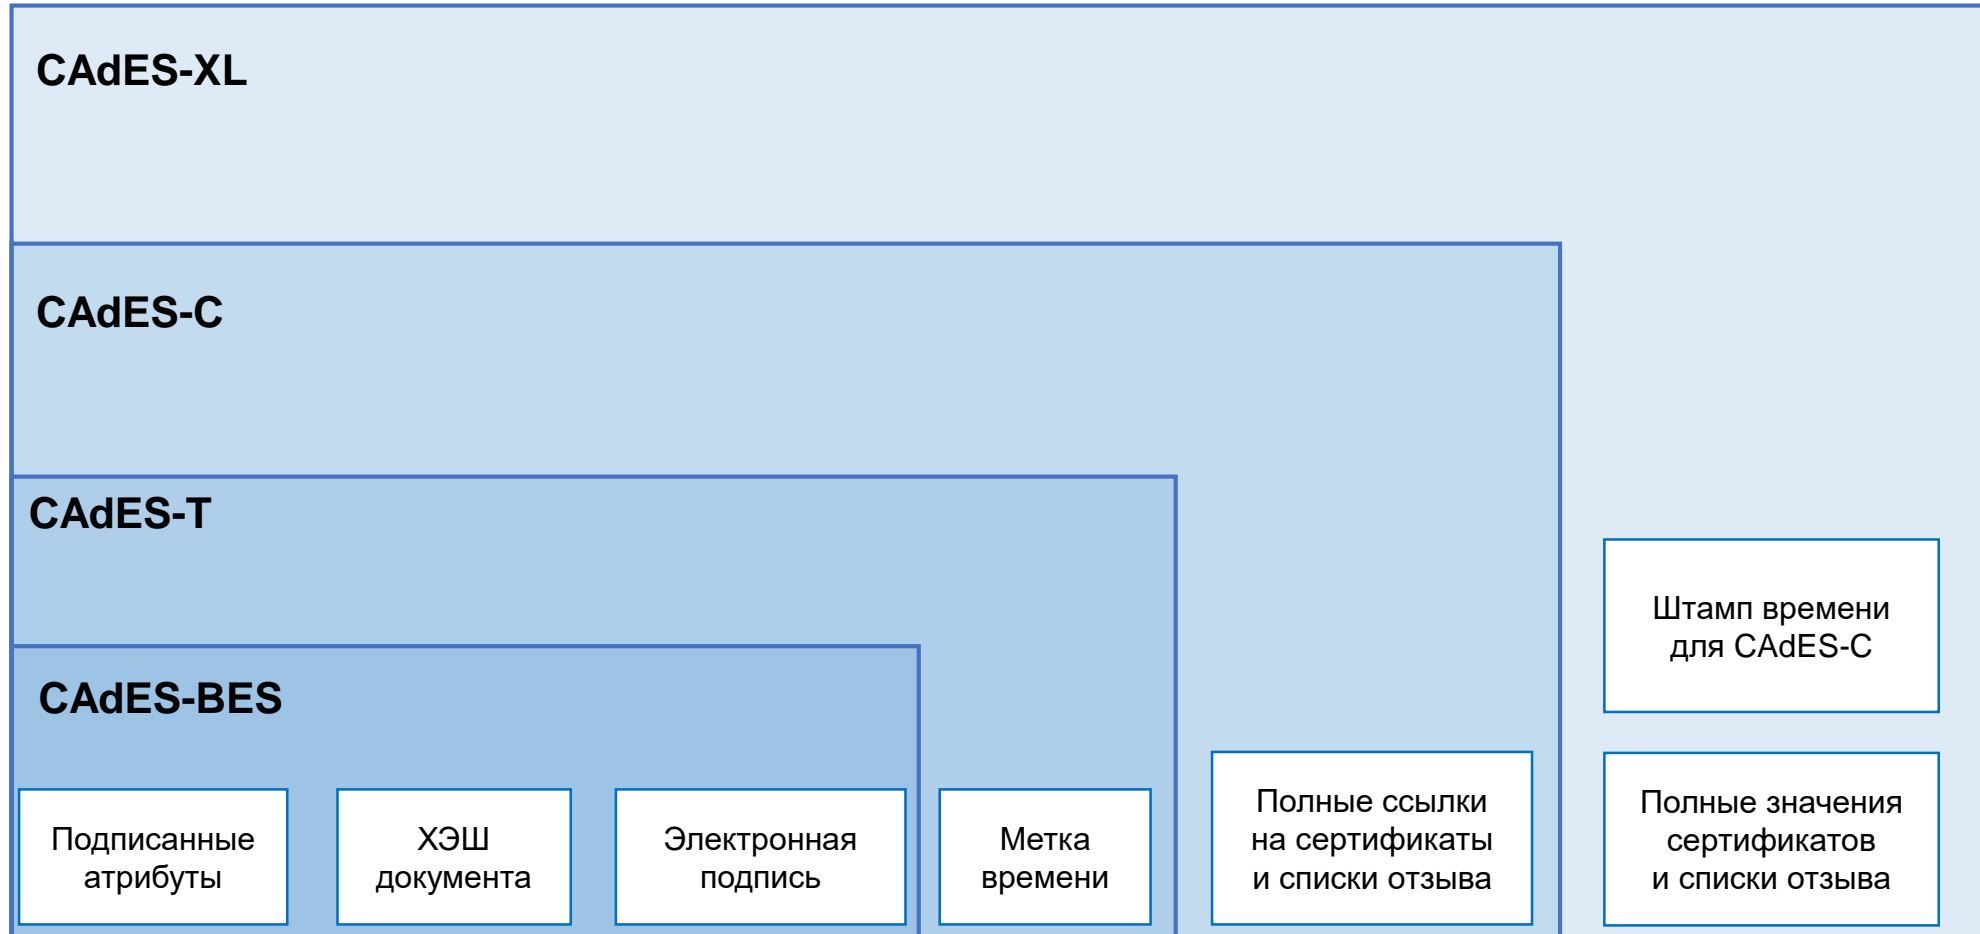 CAdES-XL
CAdES-C
CAdES-T
CAdES-BES
Подписанные
атрибуты
ХЭШ
документа
Электронная
подпись
Метка
времени
Полные ссылки
на сертификаты
и списки отзыва
Штамп времени
для CAdES-C
Полные значения
сертификатов
и списки отзыва